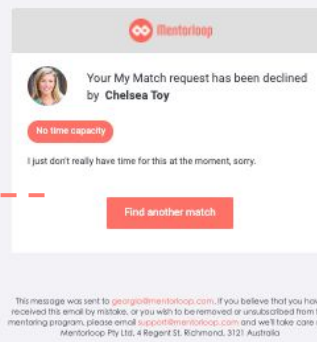 Mentorloop
Your My Match request has been declined
by Chelsea Toy
No time capacity
I just don't really have time for this at the moment, sorry.
Find another match
This message was sent to georgia@mentorloop.com. If you believe that you
received this email by mistake, or you wish to be removed or unsubscribed from
mentoring program, please email support@mentorloop.com and we'll take care
Mentorloop Pty Ltd, 4 Regent St, Richmond, 3121 Australia